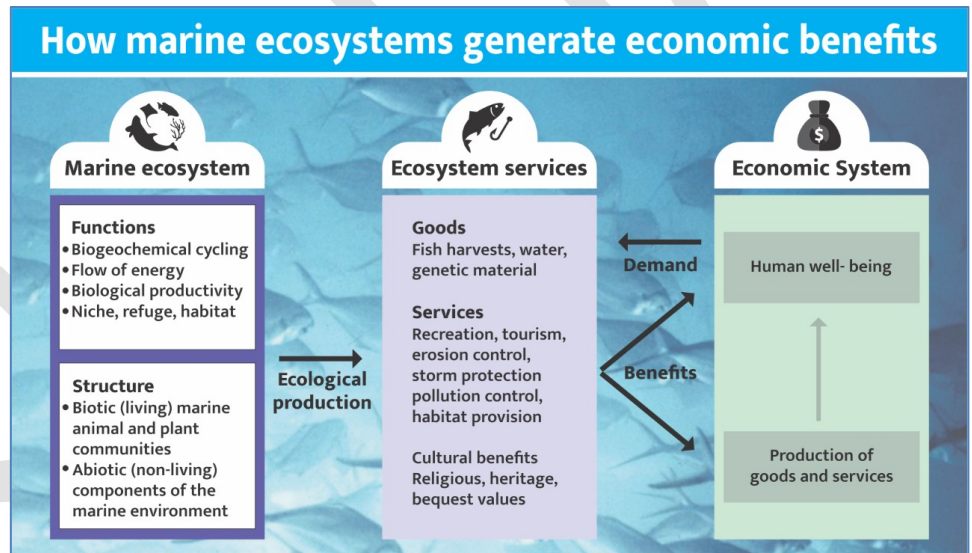 How marine ecosystems generate economic benefits
Marine ecosystem
Functions
• Biogeochemical cycling
• Flow of energy
• Biological productivity
• Niche, refuge, habitat
Structure
• Biotic (living) marine
animal and plant
communities
• Abiotic (non-living)
components of the
marine environment
Ecological
production
Ecosystem services
Goods
Fish harvests, water,
genetic material
Services
Recreation, tourism,
erosion control,
storm protection
pollution control,
habitat provision
Cultural benefits
Religious, heritage,
bequest values
Demand
Benefits
Economic System
$
Human well- being
Production of
goods and services